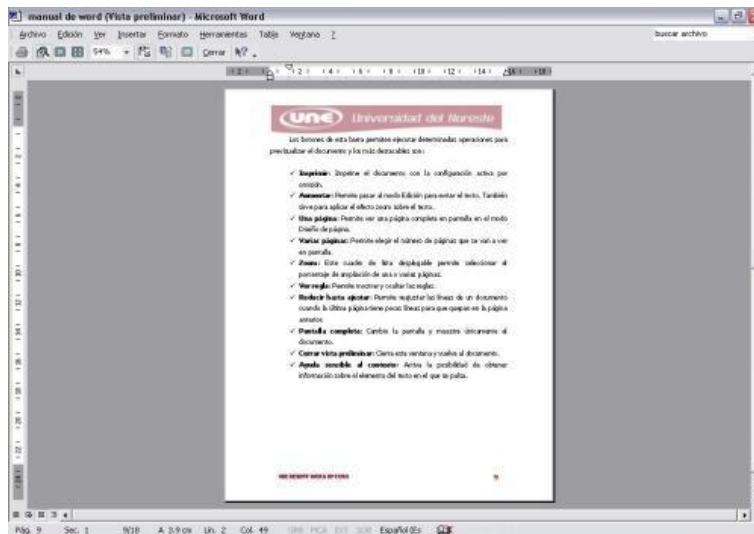 manual de word (Vista preliminar) - Microsoft Word
Archivo Edición Ver Insertar Formato Herramientas Tabla Ventana ?
buscar archivo
54% Cerrar
UNE Universidad del Noreste
Los botones de esta barra permiten ejecutar determinadas operaciones para
previsualizar el documento y los más destacables son:
✓ Imprimir: Imprime el documento con la configuración activa por
omisión.
✓ Aumentar: Permite pasar al modo Edición para evitar el texto. También
sirve para aplicar el efecto zoom sobre el texto.
✓ Una página: Permite ver una página completa en pantalla en el modo
Diseño de página.
✓ Varias páginas: Permite elegir el número de páginas que se van a ver
en pantalla.
✓ Zoom: Este cuadro de lista desplegable permite seleccionar el
porcentaje de ampliación de una o varias páginas.
✓ Ver regla: Permite mostrar y ocultar las reglas.
✓ Reducir hasta ajustar: Permite reajustar las líneas de un documento
cuando la última página tiene pocas líneas para que quepan en la página
anterior.
✓ Pantalla completa: Cambia la pantalla y muestra únicamente al
documento.
✓ Cerrar vista preliminar: Cierra esta ventana y vuelve al documento.
✓ Ayuda sensible al contexto: Activa la posibilidad de obtener
información sobre el elemento del texto en el que se pulsa.
MICROSOFT WORD
9
Pág. 9 Sec. 1 9/18 A 3.9 cm Lín. 2 Col. 49 GRB MCA EXT SOB Español (Es